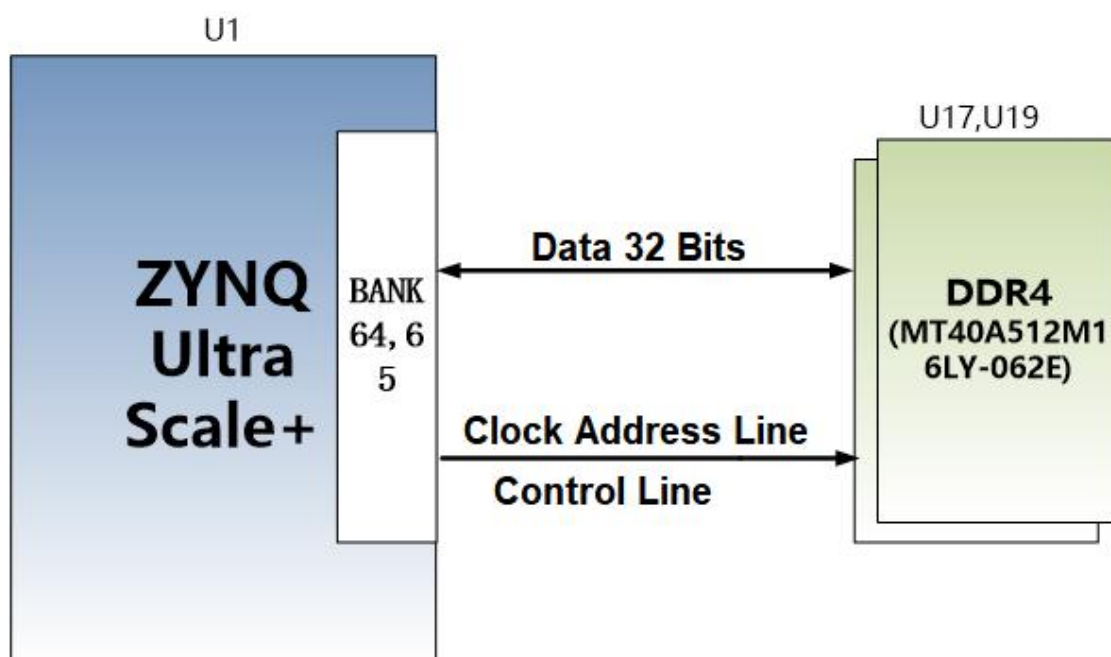 U1
U17,U19
ZYNQ
Ultra
Scale+
BANK
64, 6
5
Data 32 Bits
Clock Address Line
Control Line
DDR4
(MT40A512M1
6LY-062E)